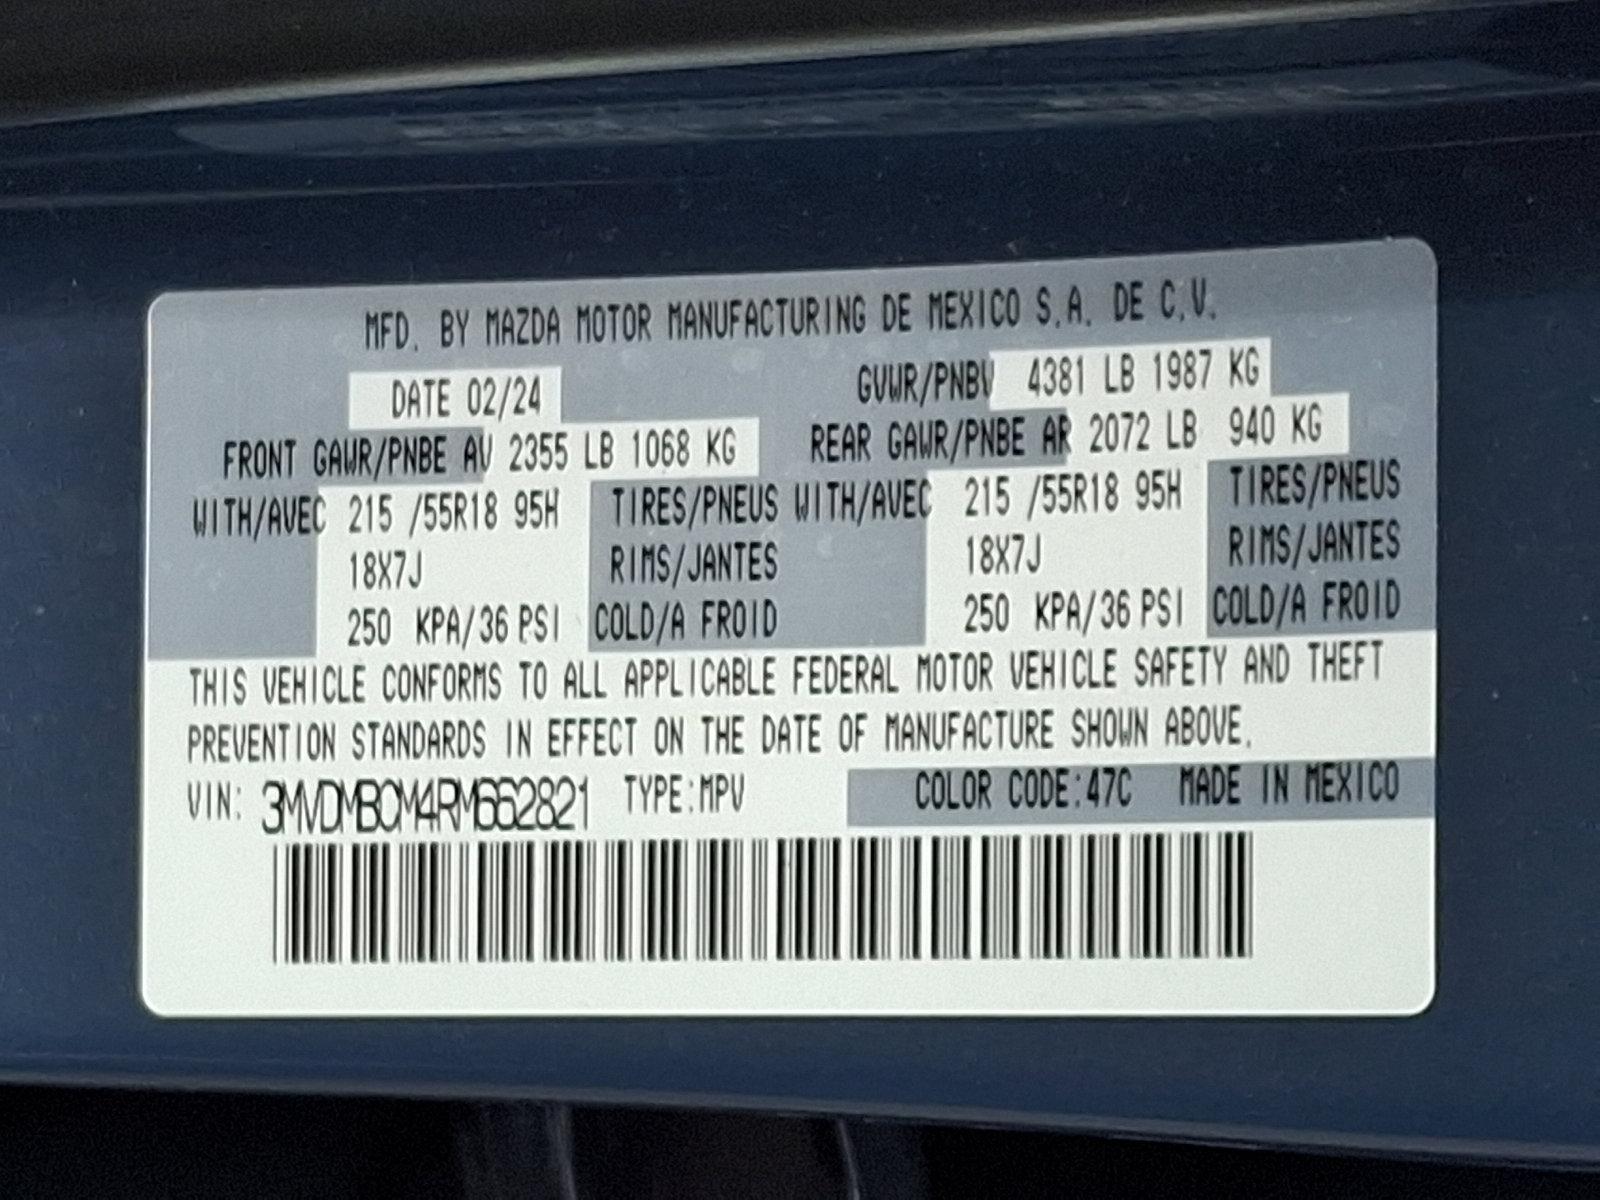 MFD. BY MAZDA MOTOR MANUFACTURING DE MEXICO S.A. DE C.V.
DATE 02/24 GVWR/PNBV 4381 LB 1987 KG
FRONT GAWR/PNBE AV 2355 LB 1068 KG REAR GAWR/PNBE AR 2072 LB 940 KG
WITH/AVEC 215 /55R18 95H TIRES/PNEUS WITH/AVEC 215 /55R18 95H TIRES/PNEUS
18X7J RIMS/JANTES 18X7J RIMS/JANTES
250 KPA/36 PSI COLD/A FROID 250 KPA/36 PSI COLD/A FROID
THIS VEHICLE CONFORMS TO ALL APPLICABLE FEDERAL MOTOR VEHICLE SAFETY AND THEFT
PREVENTION STANDARDS IN EFFECT ON THE DATE OF MANUFACTURE SHOWN ABOVE.
VIN: 3MVDMBCM4RM662821 TYPE:MPV COLOR CODE:47C MADE IN MEXICO